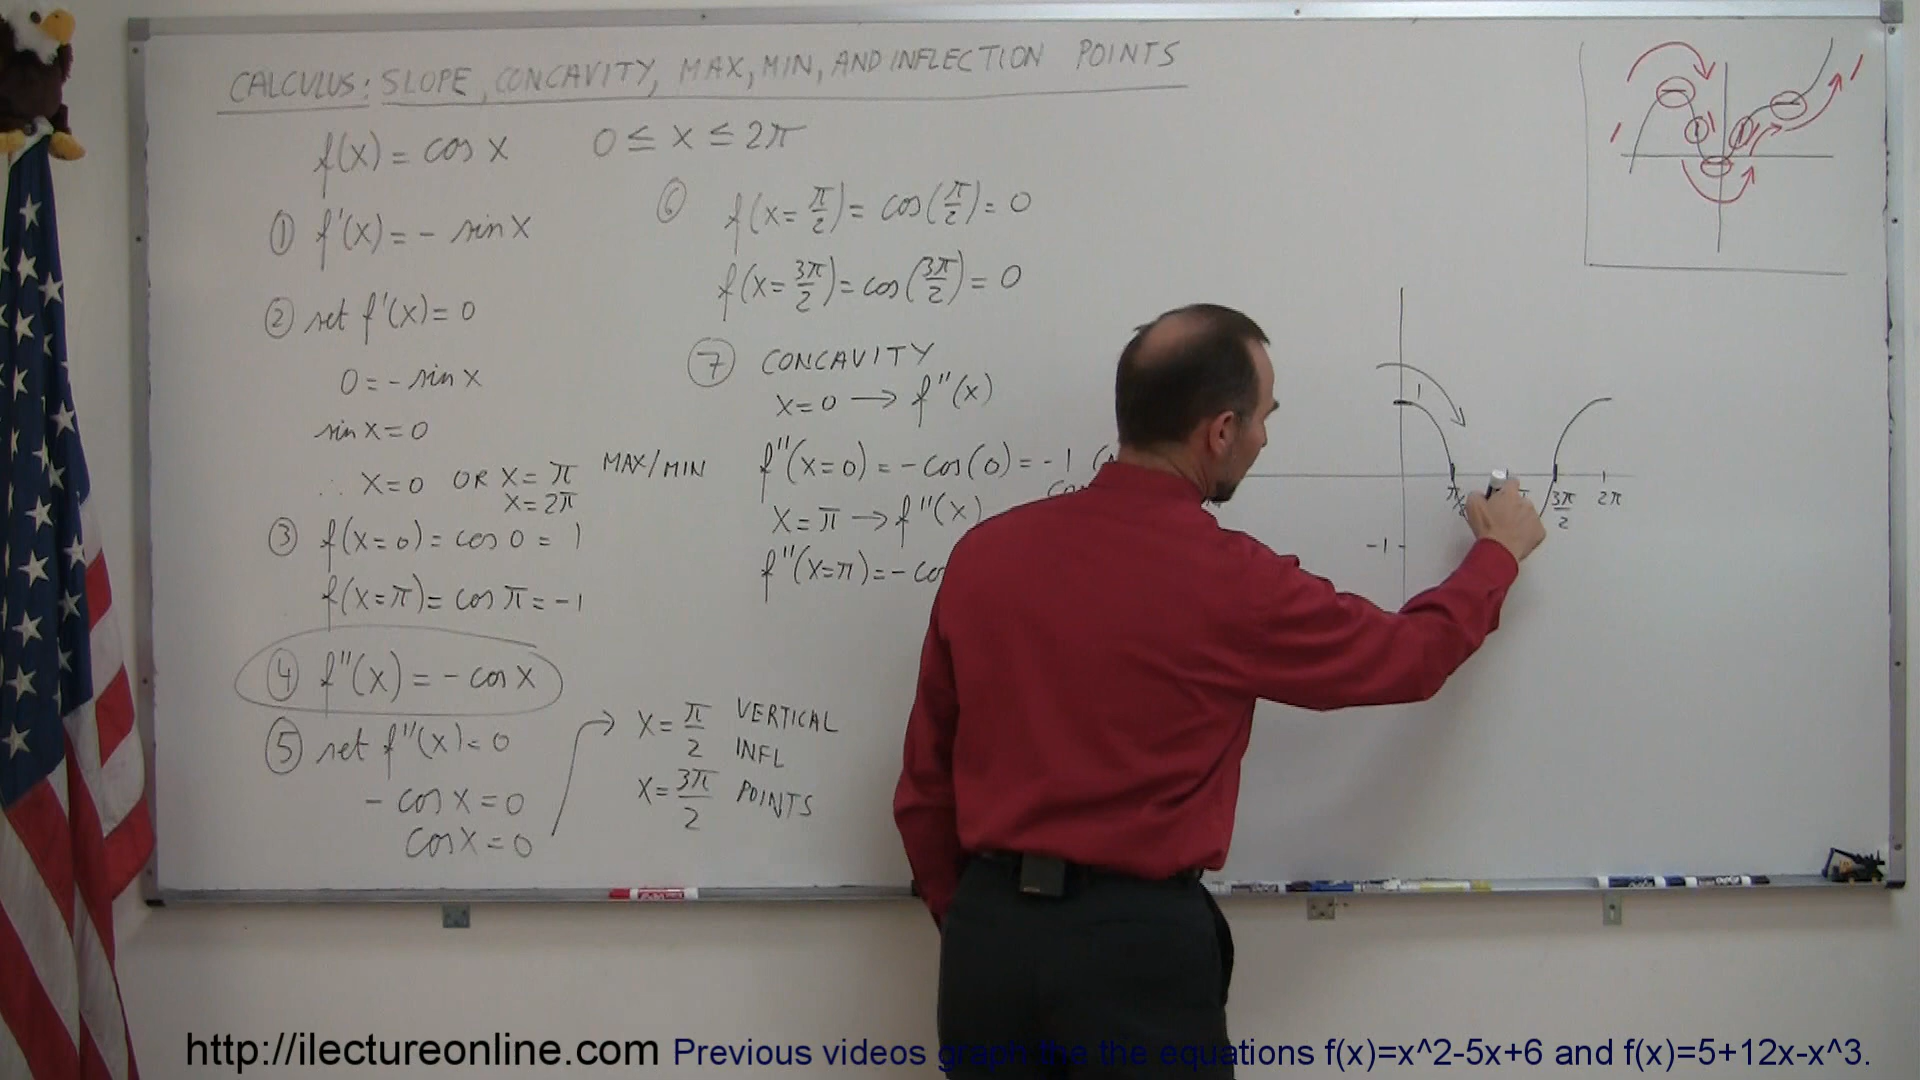 CALCULUS: SLOPE, CONCAVITY, MAX, MIN, AND INFLECTION POINTS
f(x) = cos x 0 ≤ x ≤ 2π
① f'(x) = - sin x
② set f'(x) = 0
0 = - sin x
sin x = 0
∴ x = 0 OR x = π MAX/MIN
x = 2π
③ f(x=0) = cos 0 = 1
f(x=π) = cos π = -1
④ f''(x) = - cos x
⑤ set f''(x) = 0
- cos x = 0
cos x = 0
x = π/2 VERTICAL
INFL
x = 3π/2 POINTS
⑥ f(x = π/2) = cos(π/2) = 0
f(x = 3π/2) = cos(3π/2) = 0
⑦ CONCAVITY
x = 0 → f''(x)
f''(x=0) = - cos(0) = -1
x = π → f''(x)
f''(x=π) = -
1
3π/2 2π
-1
http://ilectureonline.com Previous videos graph the the equations f(x)=x^2-5x+6 and f(x)=5+12x-x^3.